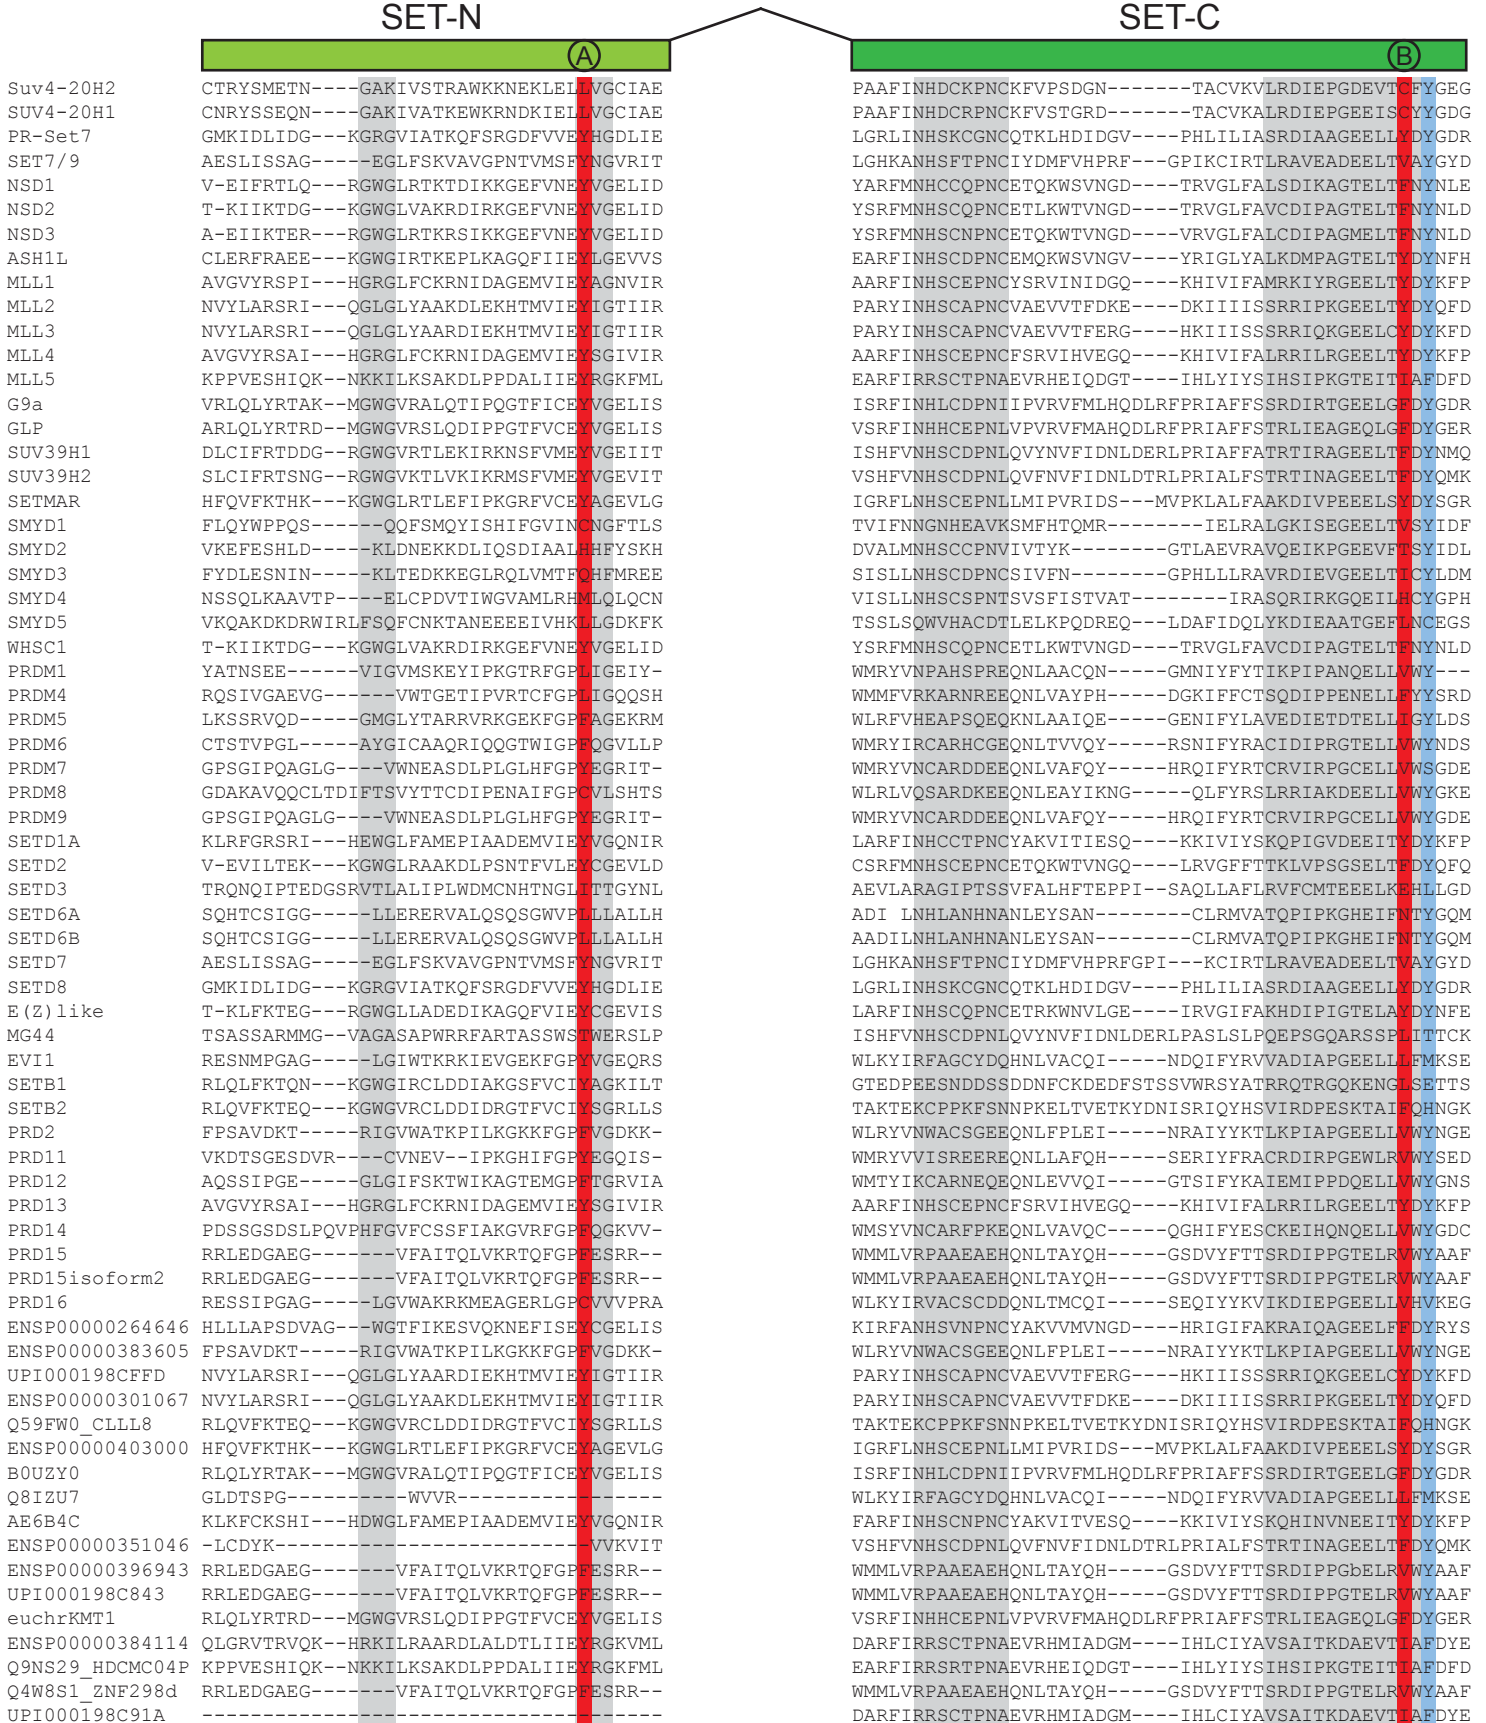 SET-N SET-C
A B
Suv4-20H2 CTRYSMETN----GAKIVSTRAWKKNEKLELLVGCIAE PAAFINHDCKPNCKFVPSDGN------TACVKVLRDIEPGDEVTCFYGEG
SUV4-20H1 CNRYSSEQN----GAKIVATKEWKRNDKIELLVGCIAE PAAFINHDCRPNCKFVSTGRD------TACVKALRDIEPGEEISCYYGDG
PR-Set7 GMKIDLIDG---KGRGVIATKQFSRGDFVVEYHGDLIE LGRLINHSKCGNCQTKLHDIDGV----PHLILIASRDIAAGEELLYDYGDR
SET7/9 AESLISSAG-----EGLFSKVAVGPNTVMSFYNGVRIT LGHKANHSFTPNCIYDMFVHPRF---GPIKCIRTLRAVEADEELTVAYGYD
NSD1 V-EIFRTLQ---RGWGLRTKTDIKKGEFVNEYVGELID YARFMNHCCQPNCETQKWSVNGD----TRVGLFALSDIKAGTELTFNYNLE
NSD2 T-KIIKTDG---KGWGLVAKRDIRKGEFVNEYVGELID YSRFMNHSCQPNCETLKWTVNGD----TRVGLFAVCDIPAGTELTFNYNLD
NSD3 A-EIIKTER---RGWGLRTKRSIKKGEFVNEYVGELID YSRFMNHSCNPNCETQKWTVNGD----VRVGLFALCDIPAGMELTFNYNLD
ASH1L CLERFRAEE---KGWGIRTKEPLKAGQFIIEYLGEVVS EARFINHSCDPNCEMQKWSVNGV----YRIGLYALKDMPAGTELTYDYNFH
MLL1 AVGVYRSPI---HGRGLFCKRNIDAGEMVIEYAGNVIR AARFINHSCEPNCYSRVINIDGQ----KHIVIFAMRKIYRGEELTYDYKFP
MLL2 NVYLARSRI---QGLGLYAAKDLEKHTMVIEYIGTIIR PARYINHSCAPNCVAEVVTFDKE----DKIIIISSRRIPKGEELTYDYQFD
MLL3 NVYLARSRI---QGLGLYAARDIEKHTMVIEYIGTIIR PARYINHSCAPNCVAEVVTFERG----HKIIISSSRRIQKGEELCYDYKFD
MLL4 AVGVYRSAI---HGRGLFCKRNIDAGEMVIEYSGIVIR AARFINHSCEPNCFSRVIHVEGQ----KHIVIFALRRILRGEELTYDYKFP
MLL5 KPPVESHIQK--NKKILKSAKDLPPDALIIEYRGKFML EARFIRRSCTPNAEVRHEIQDGT----IHLYIYSIHSIPKGTEITIAFDFD
G9a VRLQLYRTAK--MGWGVRALQTIPQGTFICEYVGELIS ISRFINHLCDPNIIPVRVFMLHQDLRFPRIAFFSSRDIRTGEELGFDYGDR
GLP ARLQLYRTRD--MGWGVRSLQDIPPGTFVCEYVGELIS VSRFINHHCEPNLVPVRVFMAHQDLRFPRIAFFSTRLIEAGEQLGFDYGER
SUV39H1 DLCIFRTDDG--RGWGVRTLEKIRKNSFVMEYVGEIIT ISHFVNHSCDPNLQVYNVFIDNLDERLPRIAFFATRTIRAGEELTFDYNMQ
SUV39H2 SLCIFRTSNG--RGWGVKTLVKIKRMSFVMEYVGEVIT VSHFVNHSCDPNLQVFNVFIDNLDTRLPRIALFSTRTINAGEELTFDYQMK
SETMAR HFQVFKTHK---KGWGLRTLEFIPKGRFVCEYAGEVLG IGRFLNHSCEPNLLMIPVRIDS---MVPKLALFAAKDIVPEEELSYDYSGR
SMYD1 FLQYWPPQS------QQFSMQYISHIFGVINCNGFTLS TVIFNNGNHEAVKSMFHTQMR--------IELRALGKISEGEELTVSYIDF
SMYD2 VKEFESHLD-----KLDNEKKDLIQSDIAALHHFYSKH DVALMNHSCCPNVIVTYK--------GTLAEVRAVQEIKPGEEVFTSYIDL
SMYD3 FYDLESNIN-----KLTEDKKEGLRQLVMTFQHFMREE SISLLNHSCDPNCSIVFN--------GPHLLLRAVRDIEVGEELTICYLDM
SMYD4 NSSQLKAAVTP----ELCPDVTIWGVAMLRHMLQLQCN VISLLNHSCSPNTSVSFISTVAT--------IRASQRIRKGQEILHCYGPH
SMYD5 VKQAKDKDRWIRLFSQFCNKTANEEEEIVHKLLGDKFK TSSLSQWVHACDTLELKPQDREQ---LDAFIDQLYKDIEAATGEFLNCEGS
WHSC1 T-KIIKTDG---KGWGLVAKRDIRKGEFVNEYVGELID YSRFMNHSCQPNCETLKWTVNGD----TRVGLFAVCDIPAGTELTFNYNLD
PRDM1 YATNSEE-----VIGVMSKEYIPKGTRFGPLIGEIY- WMRYVNPAHSPREQNLAACQN-----GMNIYFYTIKPIPANQELLVWY---
PRDM4 RQSIVGAEVG------VWTGETIPVRTCFGPLIGQQSH WMMFVRKARNREEQNLVAYPH-----DGKIFFCTSQDIPPENELLFYYSRD
PRDM5 LKSSRVQD-----GMGLYTARRVRKGEKFGPFAGEKRM WLRFVHEAPSQEQKNLAAIQE-----GENIFYLAVEDIETDTELLIGYLDS
PRDM6 CTSTVPGL-----AYGICAAQRIQQGTWIGPFQGVLLP WMRYIRCARHCGEQNLTVVQY-----RSNIFYRACIDIPRGTELLVWYNDS
PRDM7 GPSGIPQAGLG----VWNEASDLPLGLHFGPYEGRIT- WMRYVNCARDDEEQNLVAFQY-----HRQIFYRTCRVIRPGCELLVWSGDE
PRDM8 GDAKAVQQCLTDIFTSVYTTCDIPENAIFGPCVLSHTS WLRLVQSARDKEEQNLEAYIKNG-----QLFYRSLRRIAKDEELLVWYGKE
PRDM9 GPSGIPQAGLG----VWNEASDLPLGLHFGPYEGRIT- WMRYVNCARDDEEQNLVAFQY-----HRQIFYRTCRVIRPGCELLVWYGDE
SETD1A KLRFGRSRI---HEWGLFAMEPIAADEMVIEYVGQNIR LARFINHCCTPNCYAKVITIESQ----KKIVIYSKQPIGVDEEITYDYKFP
SETD2 V-EVILTEK---KGWGLRAAKDLPSNTFVLEYCGEVLD CSRFMNHSCEPNCETQKWTVNGQ----LRVGFFTTKLVPSGSELTFDYQFQ
SETD3 TRQNQIPTEDGSRVTLALIPLWDMCNHTNGLITTGYNL AEVLARAGIPTSSVFALHFTEPPI---SAQLLAFLRVFCMTEEELKEHLLGD
SETD6A SQHTCSIGG-----LLERERVALQSQSGWVPLLLALLH ADI LNHLANHNANLEYSAN--------CLRMVATQPIPKGHEIFNTYGQM
SETD6B SQHTCSIGG-----LLERERVALQSQSGWVPLLLALLH AADILNHLANHNANLEYSAN--------CLRMVATQPIPKGHEIFNTYGQM
SETD7 AESLISSAG-----EGLFSKVAVGPNTVMSFYNGVRIT LGHKANHSFTPNCIYDMFVHPRFGPI---KCIRTLRAVEADEELTVAYGYD
SETD8 GMKIDLIDG---KGRGVIATKQFSRGDFVVEYHGDLIE LGRLINHSKCGNCQTKLHDIDGV----PHLILIASRDIAAGEELLYDYGDR
E(Z)like T-KLFKTEG---RGWGLLADEDIKAGQFVIEYCGEVIS LARFINHSCQPNCETRKWNVLGE----IRVGIFAKHDIPIGTELAYDYNFE
MG44 TSASSARMMG--VAGASAPWRRFARTASSWSTWERSLP ISHFVNHSCDPNLQVYNVFIDNLDERLPASLSLPQEPSGQARSSPLITTCK
EVI1 RESNMPGAG-----LGIWTKRKIEVGEKFGPYVGEQRS WLKYIRFAGCYDQHNLVACQI-----NDQIFYRVVADIAPGEELLLFMKSE
SETB1 RLQLFKTQN---KGWGIRCLDDIAKGSFVCIYAGKILT GTEDPEESNDDSSDDNFCKDEDFSTSSVWRSYATRRQTRGQKENGLSETTS
SETB2 RLQVFKTEQ---KGWGVRCLDDIDRGTFVCIYSGRLLS TAKTEKCPPKFSNNPKELTVETKYDNISRIQYHSVIRDPESKTAIFQHNGK
PRD2 FPSAVDKT-----RIGVWATKPILKGKKFGPFVGDKK- WLRYVNWACSGEEQNLFPLEI-----NRAIYYKTLKPIAPGEELLVWYNGE
PRD11 VKDTSGESDVR----CVNEV--IPKGHIFGPYEGQIS- WMRYVVISREEREQNLLAFQH-----SERIYFRACRDIRPGEWLRVWYSED
PRD12 AQSSIPGE-----GLGIFSKTWIKAGTEMGPFTGRVIA WMTYIKCARNEQEQNLEVVQI-----GTSIFYKAIEMIPPDQELLVWYGNS
PRD13 AVGVYRSAI---HGRGLFCKRNIDAGEMVIEYSGIVIR AARFINHSCEPNCFSRVIHVEGQ----KHIVIFALRRILRGEELTYDYKFP
PRD14 PDSSGSDSLPQVPHFGVFCSSFIAKGVRFGPFQGKVV- WMSYVNCARFPKEQNLVAVQC-----QGHIFYESCKEIHQNQELLVWYGDC
PRD15 RRLEDGAEG-------VFAITQLVKRTQFGPFESRR-- WMMLVRPAAEAEHQNLTAYQH-----GSDVYFTTSRDIPPGTELRVWYAAF
PRD15isoform2 RRLEDGAEG-------VFAITQLVKRTQFGPFESRR-- WMMLVRPAAEAEHQNLTAYQH-----GSDVYFTTSRDIPPGTELRVWYAAF
PRD16 RESSIPGAG-----LGVWAKRKMEAGERLGPCVVVPRA WLKYIRVACSCDDQNLTMCQI-----SEQIYYKVIKDIEPGEELLVHVKEG
ENSP00000264646 HLLLAPSDVAG---WGTFIKESVQKNEFISEYCGELIS KIRFANHSVNPNCYAKVVMVNGD----HRIGIFAKRAIQAGEELFFDYRYS
ENSP00000383605 FPSAVDKT-----RIGVWATKPILKGKKFGPFVGDKK- WLRYVNWACSGEEQNLFPLEI-----NRAIYYKTLKPIAPGEELLVWYNGE
UPI000198CFFD NVYLARSRI---QGLGLYAARDIEKHTMVIEYIGTIIR PARYINHSCAPNCVAEVVTFERG----HKIIISSSRRIQKGEELCYDYKFD
ENSP00000301067 NVYLARSRI---QGLGLYAAKDLEKHTMVIEYIGTIIR PARYINHSCAPNCVAEVVTFDKE----DKIIIISSRRIPKGEELTYDYQFD
Q59FW0_CLLL8 RLQVFKTEQ---KGWGVRCLDDIDRGTFVCIYSGRLLS TAKTEKCPPKFSNNPKELTVETKYDNISRIQYHSVIRDPESKTAIFQHNGK
ENSP00000403000 HFQVFKTHK---KGWGLRTLEFIPKGRFVCEYAGEVLG IGRFLNHSCEPNLLMIPVRIDS---MVPKLALFAAKDIVPEEELSYDYSGR
B0UZY0 RLQLYRTAK---MGWGVRALQTIPQGTFICEYVGELIS ISRFINHLCDPNIIPVRVFMLHQDLRFPRIAFFSSRDIRTGEELGFDYGDR
Q8IZU7 GLDTSPG----------WVVR----------------- WLKYIRFAGCYDQHNLVACQI-----NDQIFYRVVADIAPGEELLLFMKSE
AE6B4C KLKFCKSHI---HDWGLFAMEPIAADEMVIEYVGQNIR FARFINHSCNPNCYAKVITVESQ----KKIVIYSKQHINVNEEITYDYKFP
ENSP00000351046 -LCDYK--------------------------VVKVIT VSHFVNHSCDPNLQVFNVFIDNLDTRLPRIALFSTRTINAGEELTFDYQMK
ENSP00000396943 RRLEDGAEG-------VFAITQLVKRTQFGPFESRR-- WMMLVRPAAEAEHQNLTAYQH-----GSDVYFTTSRDIPPGbELRVWYAAF
UPI000198C843 RRLEDGAEG-------VFAITQLVKRTQFGPFESRR-- WMMLVRPAAEAEHQNLTAYQH-----GSDVYFTTSRDIPPGTELRVWYAAF
euchrKMT1 RLQLYRTRD---MGWGVRSLQDIPPGTFVCEYVGELIS VSRFINHHCEPNLVPVRVFMAHQDLRFPRIAFFSTRLIEAGEQLGFDYGER
ENSP00000384114 QLGRVTRVQK--HRKILRAARDLALDTLIIEYRGKVML DARFIRRSCTPNAEVRHMIADGM----IHLCIYAVSAITKDAEVTIAFDYE
Q9NS29_HDCMC04P KPPVESHIQK--NKKILKSAKDLPPDALIIEYRGKFML EARFIRRSRTPNAEVRHEIQDGT----IHLYIYSIHSIPKGTEITIAFDFD
Q4W8S1_ZNF298d RRLEDGAEG-------VFAITQLVKRTQFGPFESRR-- WMMLVRPAAEAEHQNLTAYQH-----GSDVYFTTSRDIPPGTELRVWYAAF
UPI000198C91A -------------------------------------- DARFIRRSCTPNAEVRHMIADGM----IHLCIYAVSAITKDAEVTIAFDYE